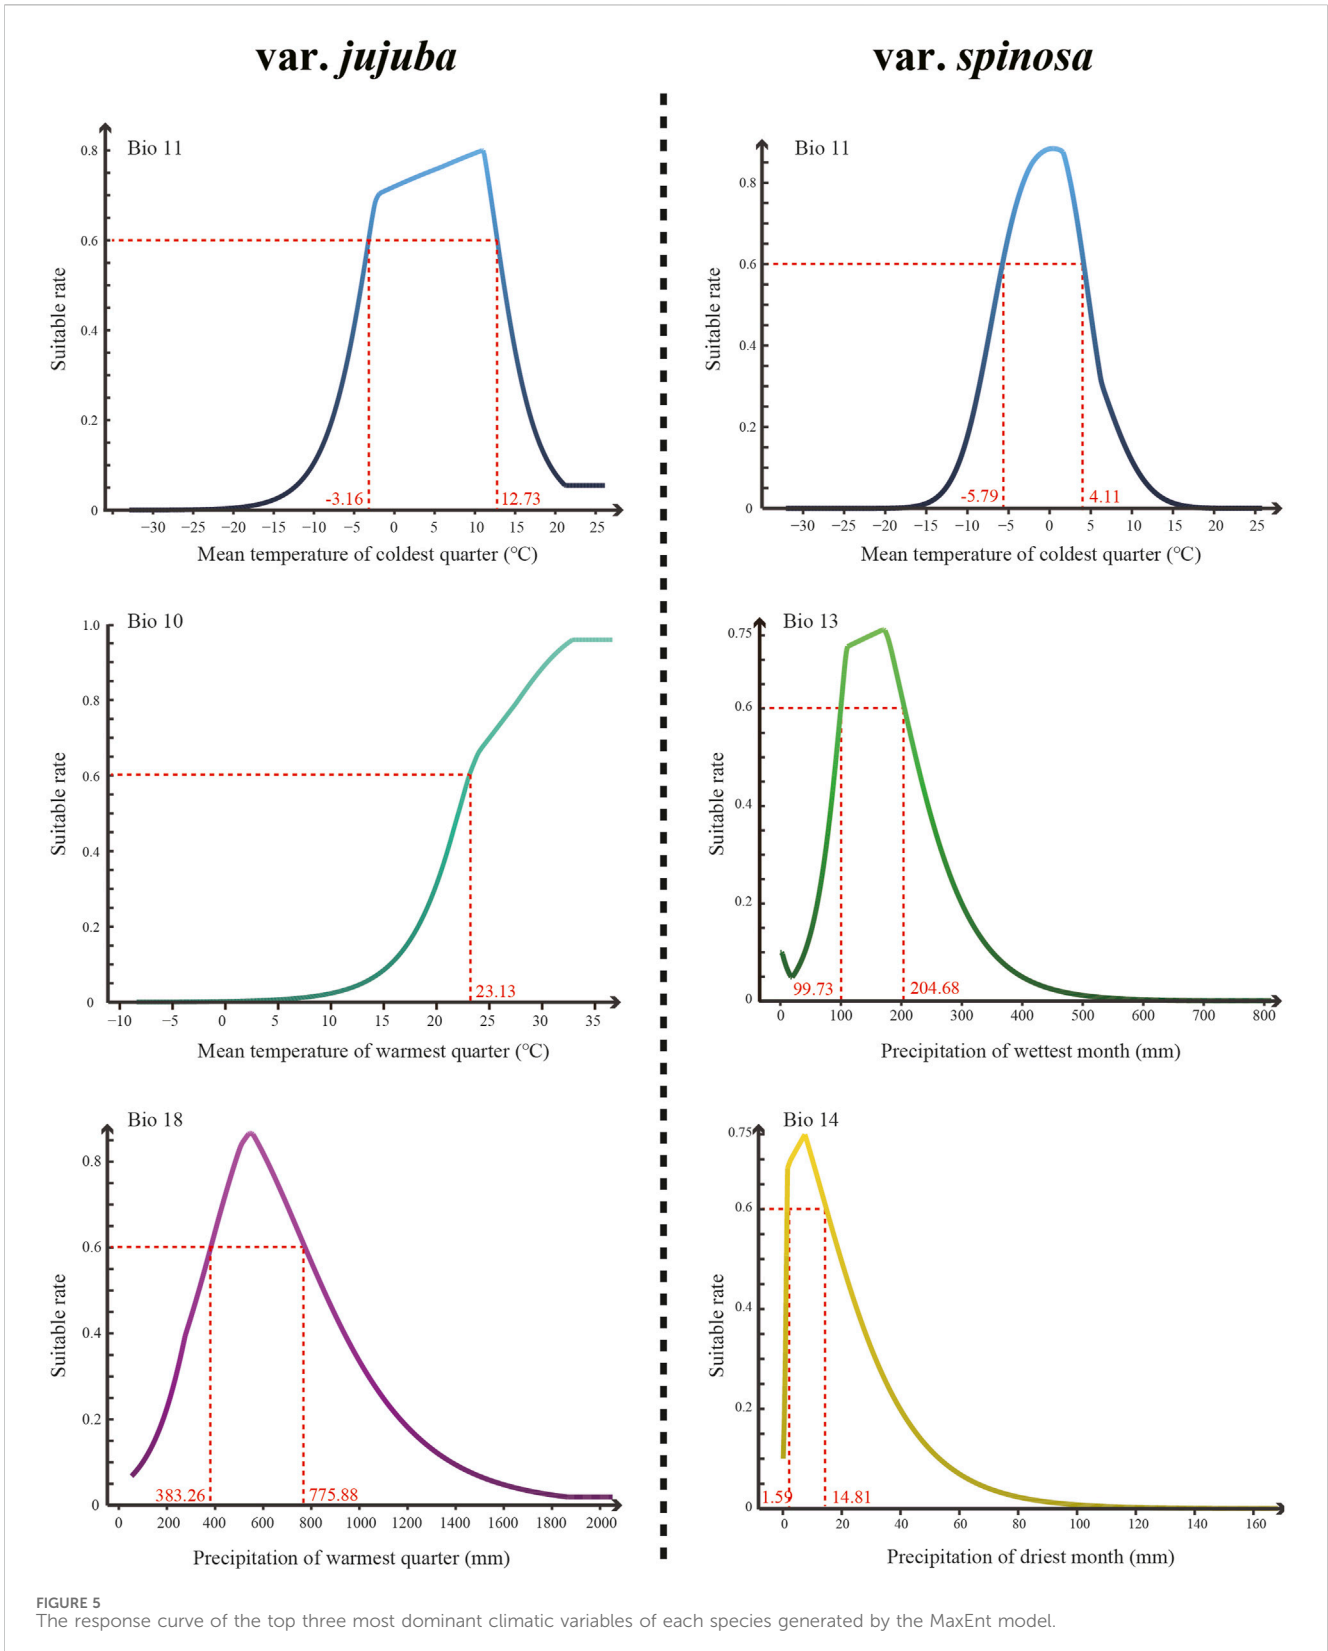 var. jujuba
var. spinosa
Bio 11
0.8
0.6
0.4
0.2
0
Suitable rate
-3.16
12.73
−30 −25 −20 −15 −10 −5 0 5 10 15 20 25
Mean temperature of coldest quarter (°C)
Bio 11
0.8
0.6
0.4
0.2
0
Suitable rate
-5.79
4.11
−30 −25 −20 −15 −10 −5 0 5 10 15 20 25
Mean temperature of coldest quarter (°C)
Bio 10
1.0
0.8
0.6
0.4
0.2
0
Suitable rate
23.13
−10 −5 0 5 10 15 20 25 30 35
Mean temperature of warmest quarter (°C)
Bio 13
0.75
0.6
0.4
0.2
0
Suitable rate
99.73
204.68
0 100 200 300 400 500 600 700 800
Precipitation of wettest month (mm)
Bio 18
0.8
0.6
0.4
0.2
0
Suitable rate
383.26
775.88
0 200 400 600 800 1000 1200 1400 1600 1800 2000
Precipitation of warmest quarter (mm)
Bio 14
0.75
0.6
0.4
0.2
0
Suitable rate
1.59
14.81
0 20 40 60 80 100 120 140 160
Precipitation of driest month (mm)
FIGURE 5
The response curve of the top three most dominant climatic variables of each species generated by the MaxEnt model.